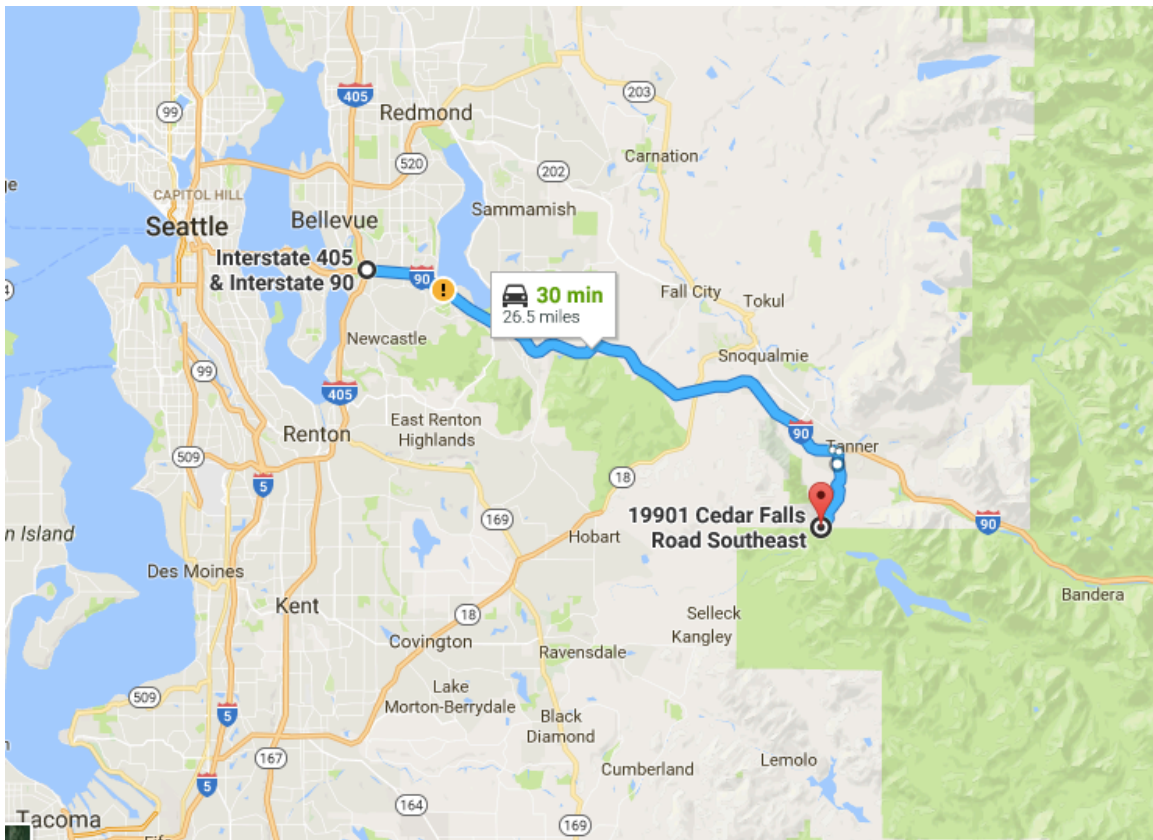 405
Redmond
99
520
203
Carnation
202
CAPITOL HILL
Sammamish
Seattle
Bellevue
Interstate 405
& Interstate 90
90
!
30 min
26.5 miles
Fall City
Tokul
Newcastle
Snoqualmie
99
405
East Renton
Highlands
Renton
90
Tanner
509
5
18
19901 Cedar Falls
Road Southeast
169
90
n Island
Hobart
Des Moines
Bandera
Kent
Selleck
18
Kangley
Covington
Ravensdale
509
Lake
Morton-Berrydale
5
Black
Diamond
167
Lemolo
Cumberland
5
164
Tacoma
169